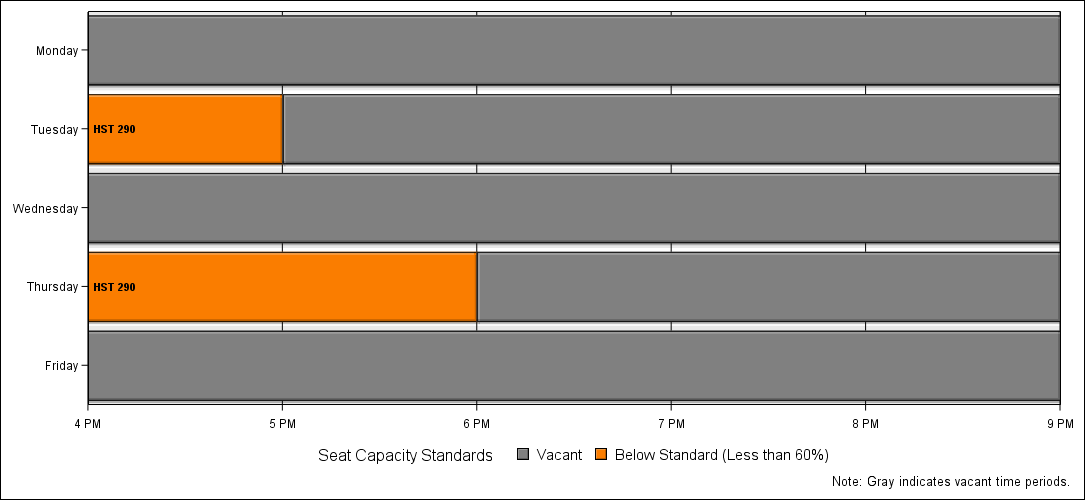 Monday
Tuesday
HST 290
Wednesday
Thursday
HST 290
Friday
4 PM 5 PM 6 PM 7 PM 8 PM 9 PM
Seat Capacity Standards Vacant Below Standard (Less than 60%)
Note: Gray indicates vacant time periods.